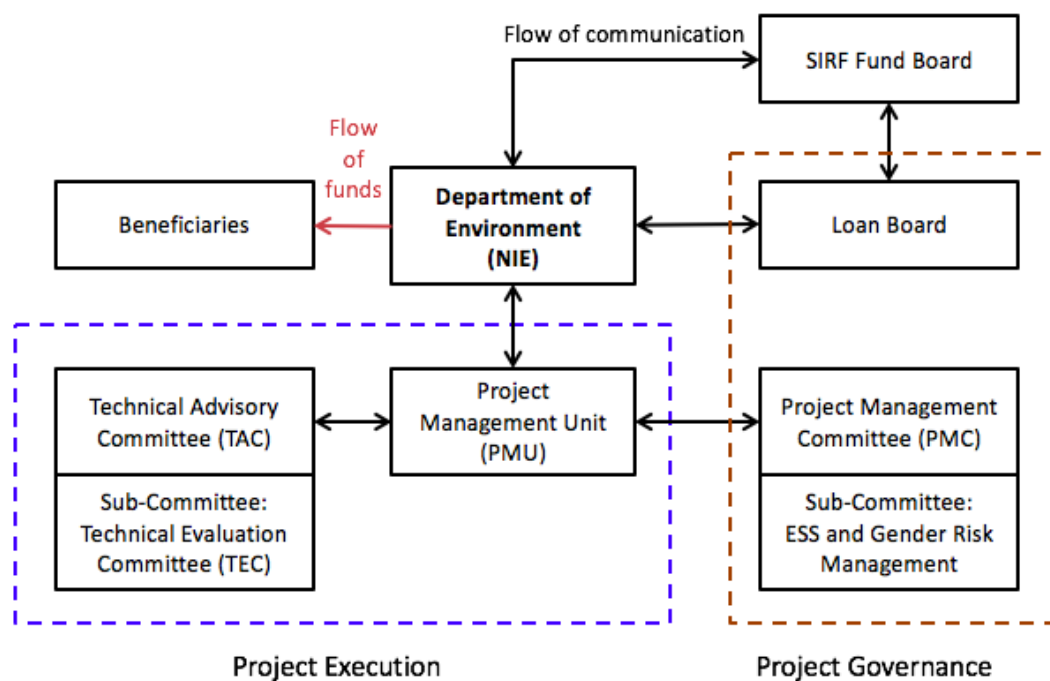 Flow of communication
SIRF Fund Board
Flow
of
funds
Beneficiaries
Department of
Environment
(NIE)
Loan Board
Technical Advisory
Committee (TAC)
Project
Management Unit
(PMU)
Project Management
Committee (PMC)
Sub-Committee:
Technical Evaluation
Committee (TEC)
Sub-Committee:
ESS and Gender Risk
Management
Project Execution
Project Governance